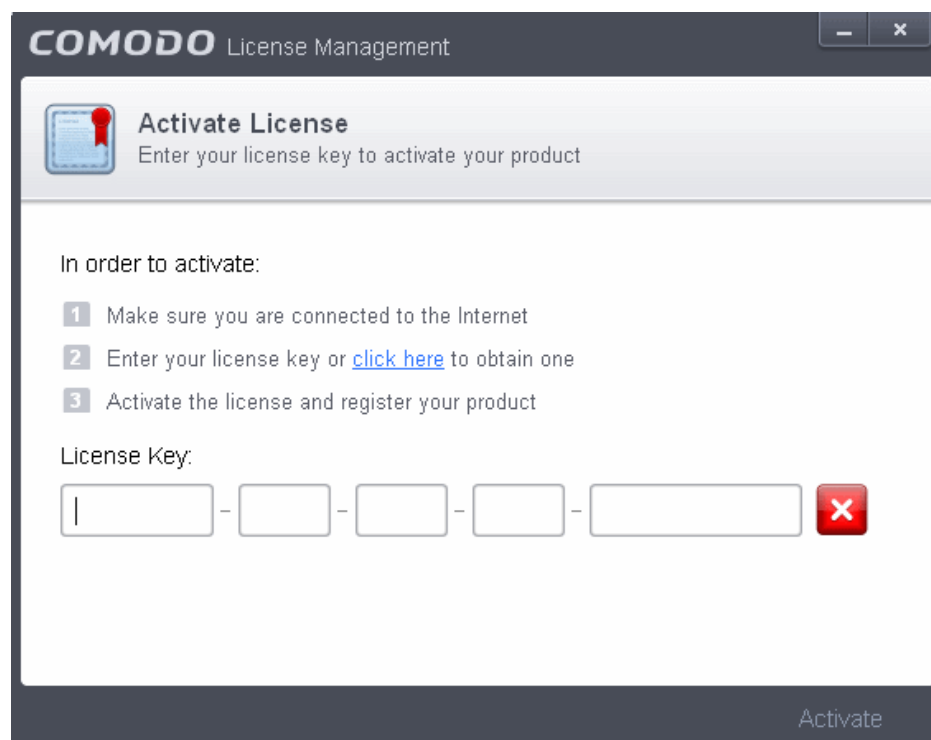 COMODO License Management
Activate License
Enter your license key to activate your product
In order to activate:
1 Make sure you are connected to the Internet
2 Enter your license key or click here to obtain one
3 Activate the license and register your product
License Key:
- - - -
Activate